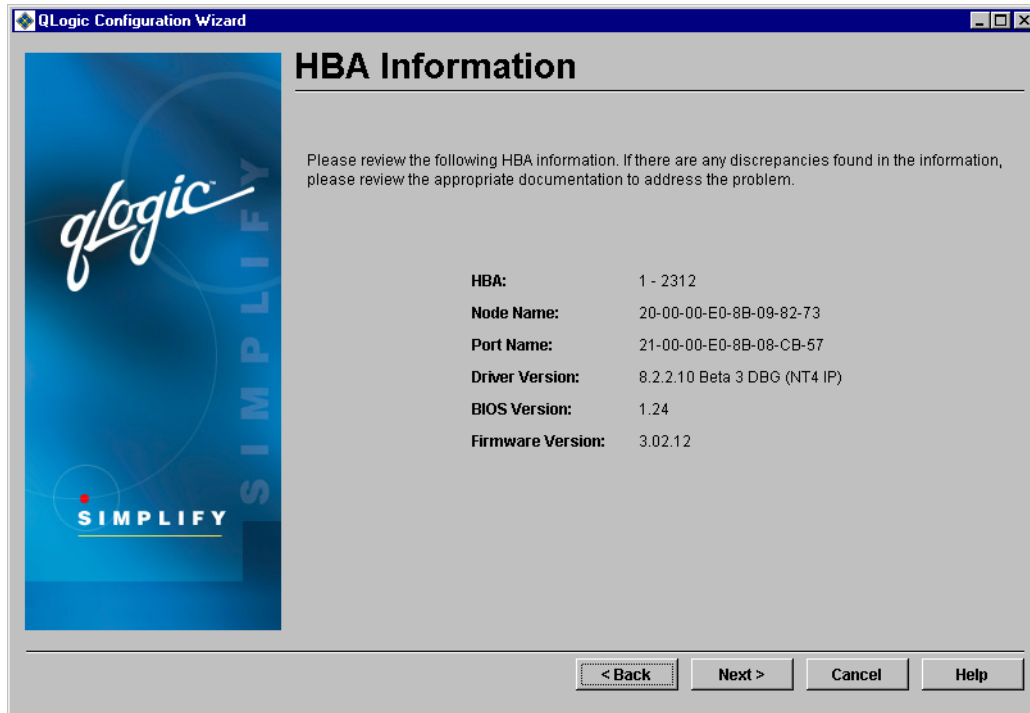 QLogic Configuration Wizard
HBA Information
Please review the following HBA information. If there are any discrepancies found in the information,
please review the appropriate documentation to address the problem.
qlogic™
SIMPLIFY
SIMPLIFY
HBA: 1 - 2312
Node Name: 20-00-00-E0-8B-09-82-73
Port Name: 21-00-00-E0-8B-08-CB-57
Driver Version: 8.2.2.10 Beta 3 DBG (NT4 IP)
BIOS Version: 1.24
Firmware Version: 3.02.12
< Back Next > Cancel Help